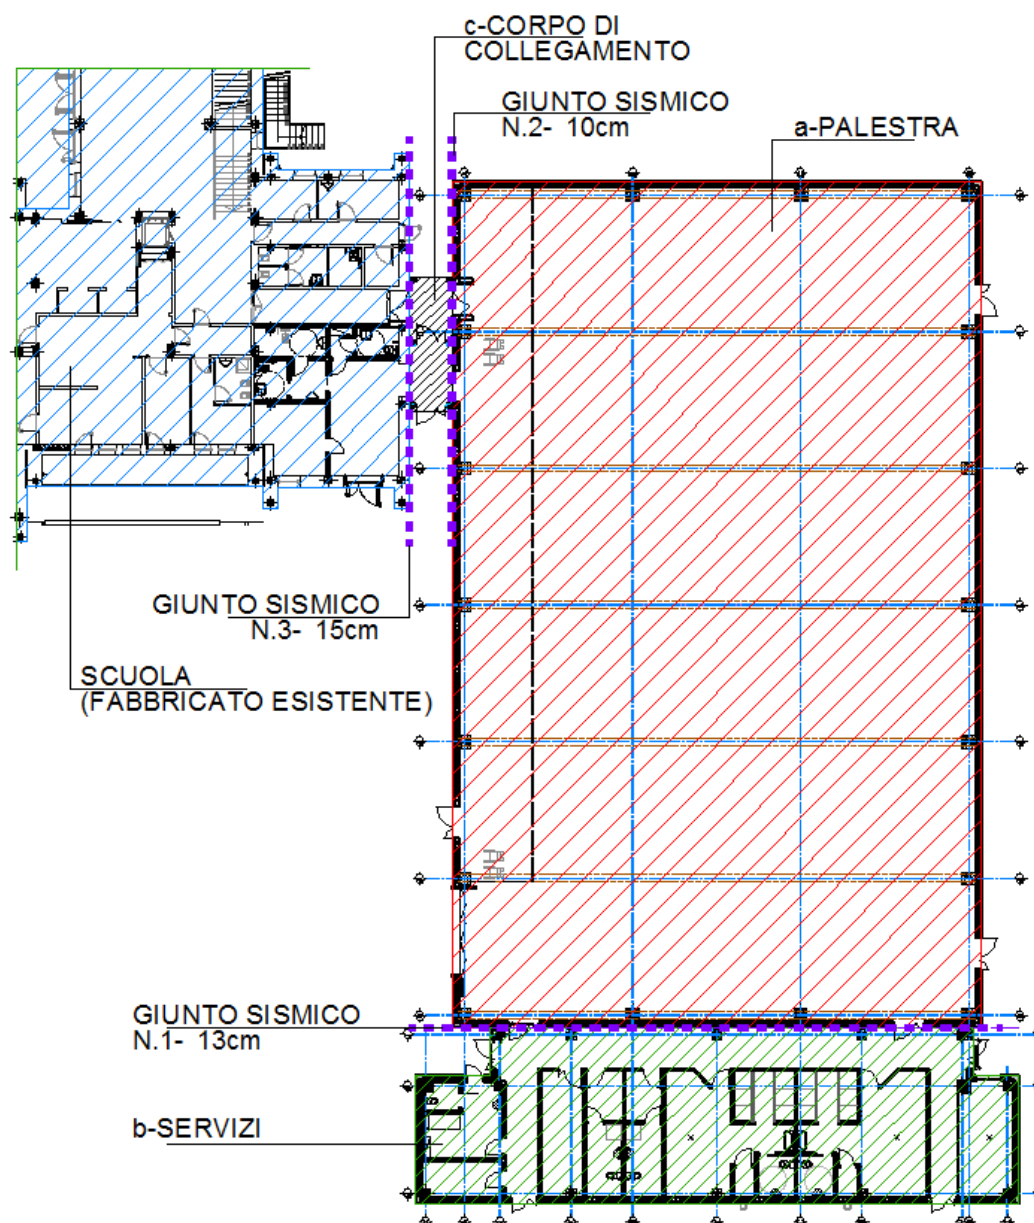 c-CORPO DI
COLLEGAMENTO
GIUNTO SISMICO
N.2- 10cm
a-PALESTRA
GIUNTO SISMICO
N.3- 15cm
SCUOLA
(FABBRICATO ESISTENTE)
GIUNTO SISMICO
N.1- 13cm
b-SERVIZI